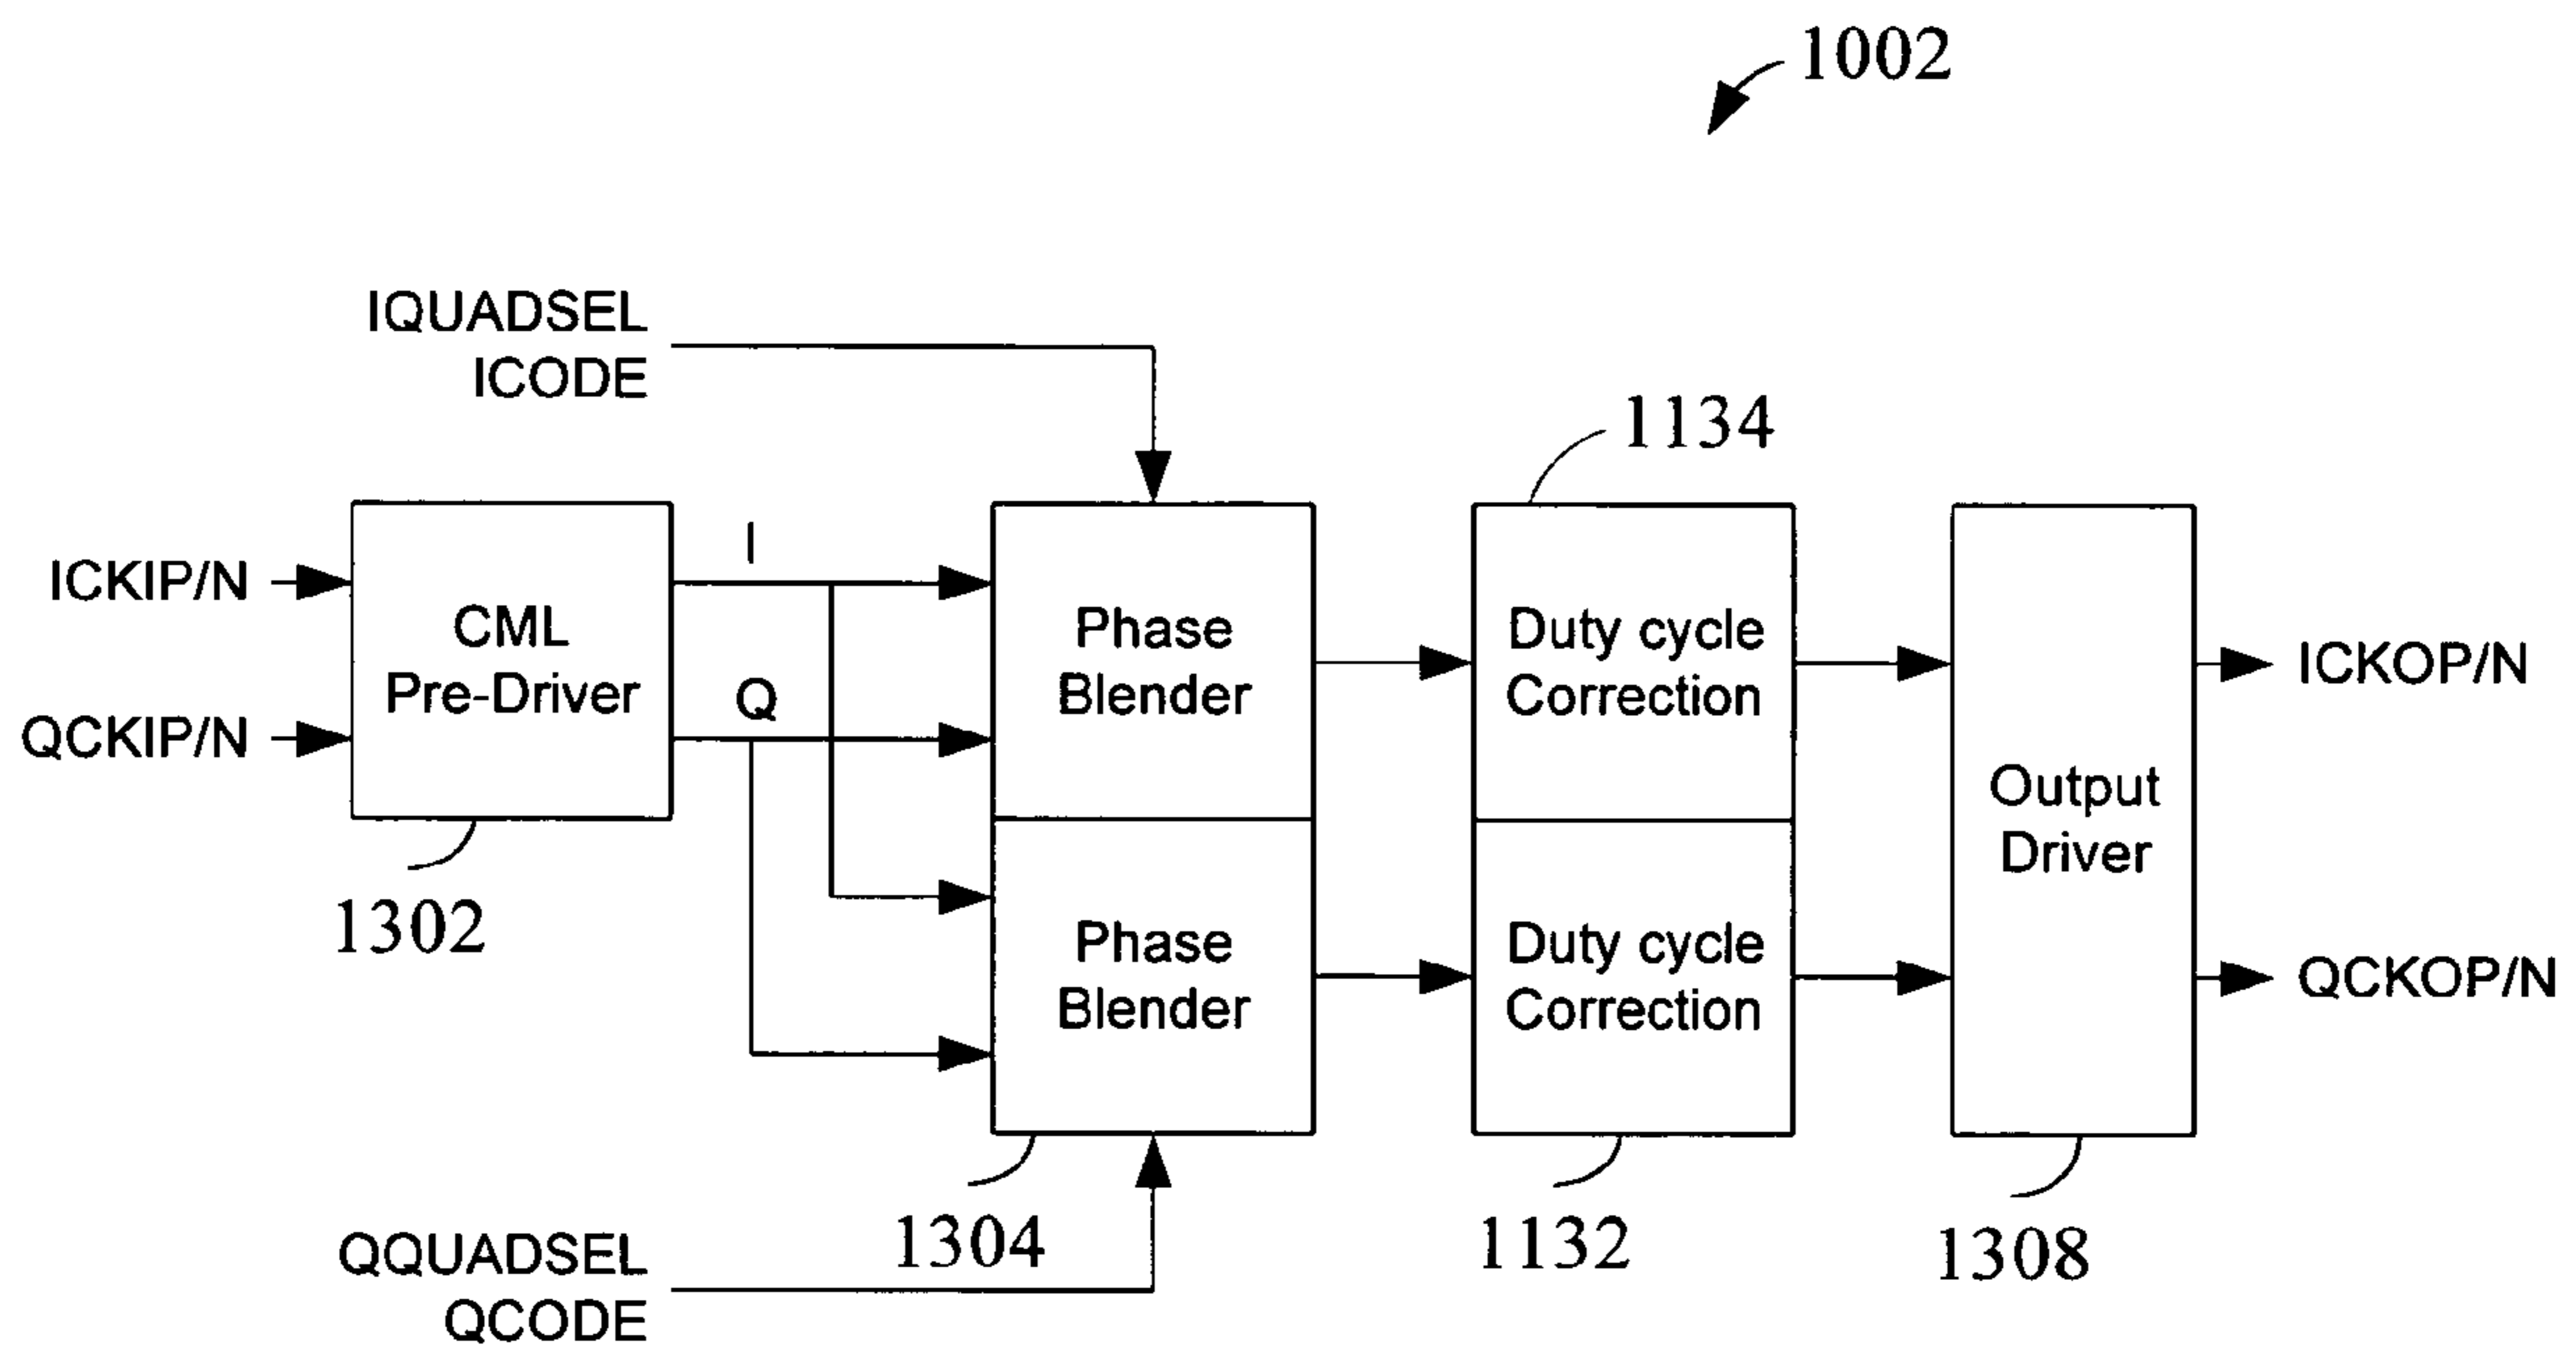 1002
IQUADSEL
ICODE
1134
ICKIP/N
QCKIP/N
CML
Pre-Driver
I
Q
Phase
Blender
Duty cycle
Correction
Output
Driver
ICKOP/N
QCKOP/N
Phase
Blender
Duty cycle
Correction
1302
1304
1132
1308
QQUADSEL
QCODE